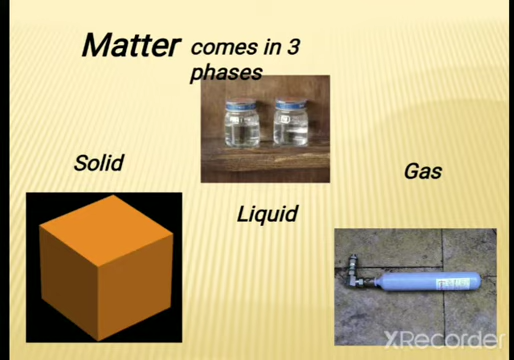 Matter comes in 3
phases
Solid
Gas
Liquid
XRecorder